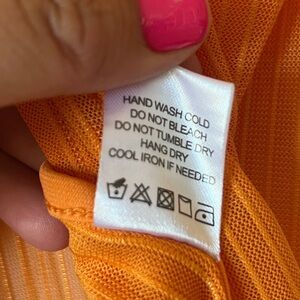 HAND WASH COLD
DO NOT BLEACH
DO NOT TUMBLE DRY
HANG DRY
COOL IRON IF NEEDED